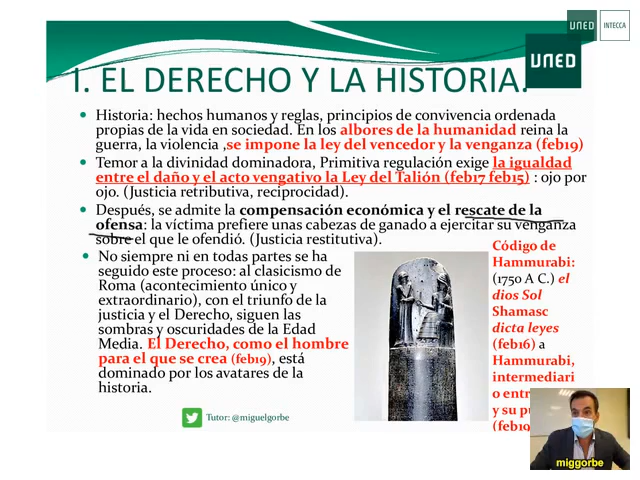 UNED
INTECCA
UNED
I. EL DERECHO Y LA HISTORIA.
• Historia: hechos humanos y reglas, principios de convivencia ordenada
propias de la vida en sociedad. En los albores de la humanidad reina la
guerra, la violencia ,se impone la ley del vencedor y la venganza (feb19)
• Temor a la divinidad dominadora, Primitiva regulación exige la igualdad
entre el daño y el acto vengativo la Ley del Talión (feb17 feb15) : ojo por
ojo. (Justicia retributiva, reciprocidad).
• Después, se admite la compensación económica y el rescate de la
ofensa: la víctima prefiere unas cabezas de ganado a ejercitar su venganza
sobre el que le ofendió. (Justicia restitutiva).
• No siempre ni en todas partes se ha
seguido este proceso: al clasicismo de
Roma (acontecimiento único y
extraordinario), con el triunfo de la
justicia y el Derecho, siguen las
sombras y oscuridades de la Edad
Media. El Derecho, como el hombre
para el que se crea (feb19), está
dominado por los avatares de la
historia.
Código de
Hammurabi:
(1750 A C.) el
dios Sol
Shamasc
dicta leyes
(feb16) a
Hammurabi,
intermediari
o entr
y su p
(feb19
Tutor: @miguelgorbe
miggorbe